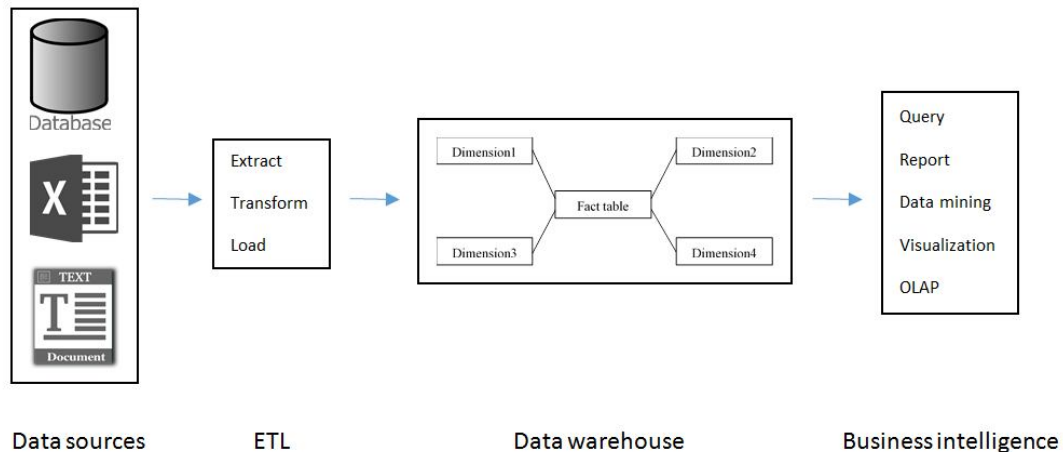 Database
X
TEXT
T
Document
Extract
Transform
Load
Dimension1
Dimension2
Fact table
Dimension3
Dimension4
Query
Report
Data mining
Visualization
OLAP
Data sources
ETL
Data warehouse
Business intelligence